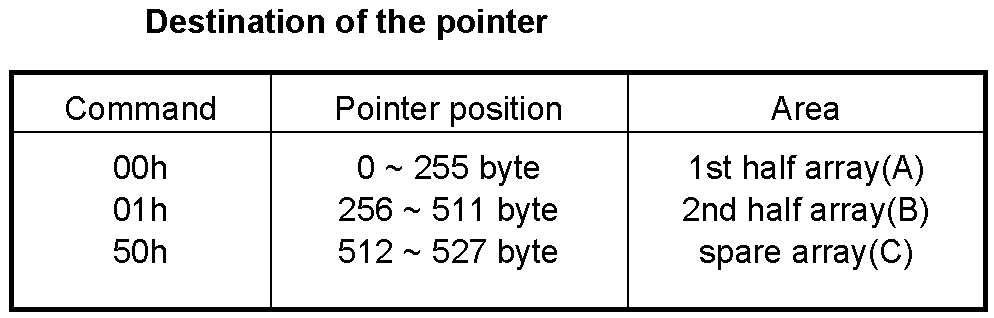 Destination of the pointer
Command Pointer position Area
00h 0 ~ 255 byte 1st half array(A)
01h 256 ~ 511 byte 2nd half array(B)
50h 512 ~ 527 byte spare array(C)